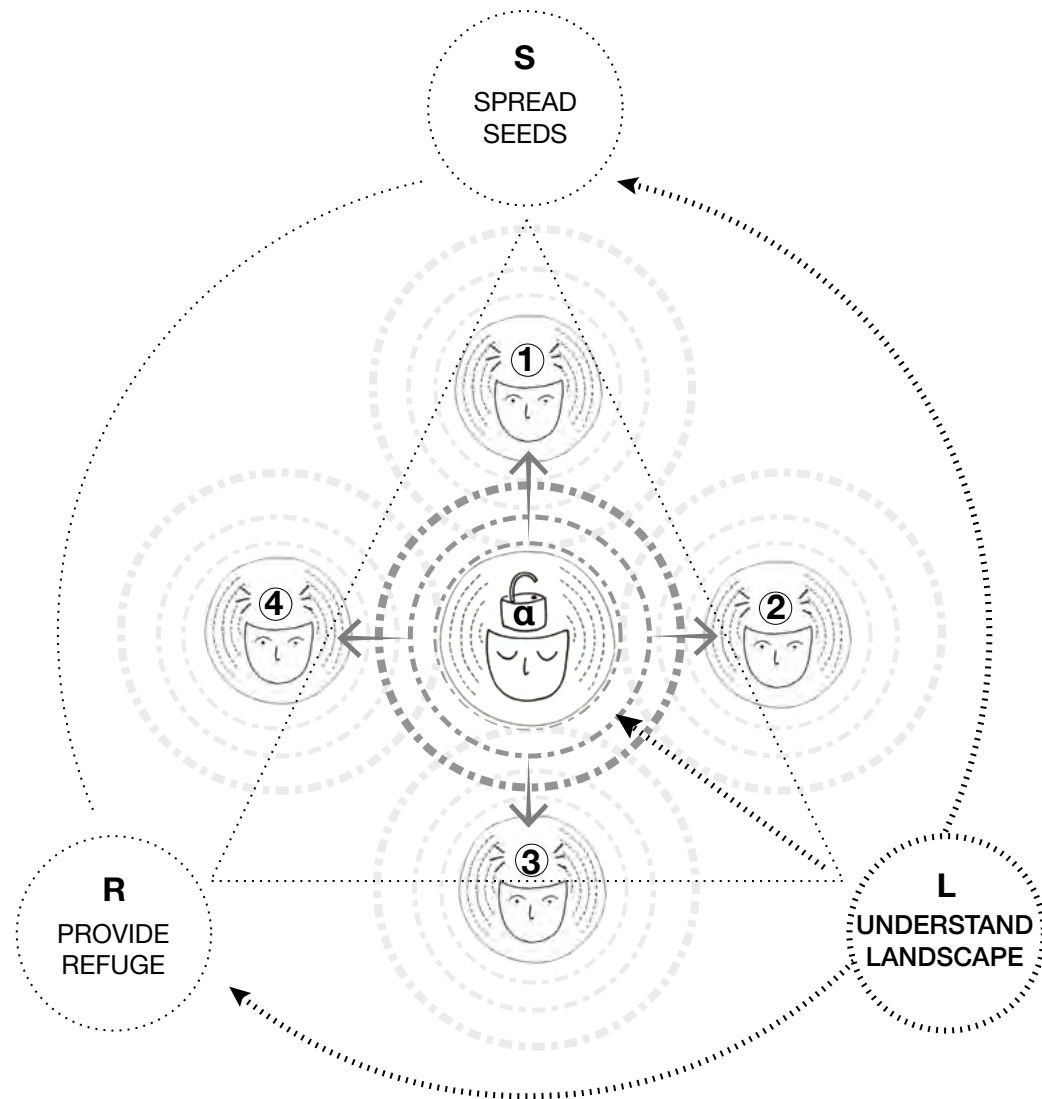 S
SPREAD
SEEDS
1
4
α
2
3
R
PROVIDE
REFUGE
L
UNDERSTAND
LANDSCAPE